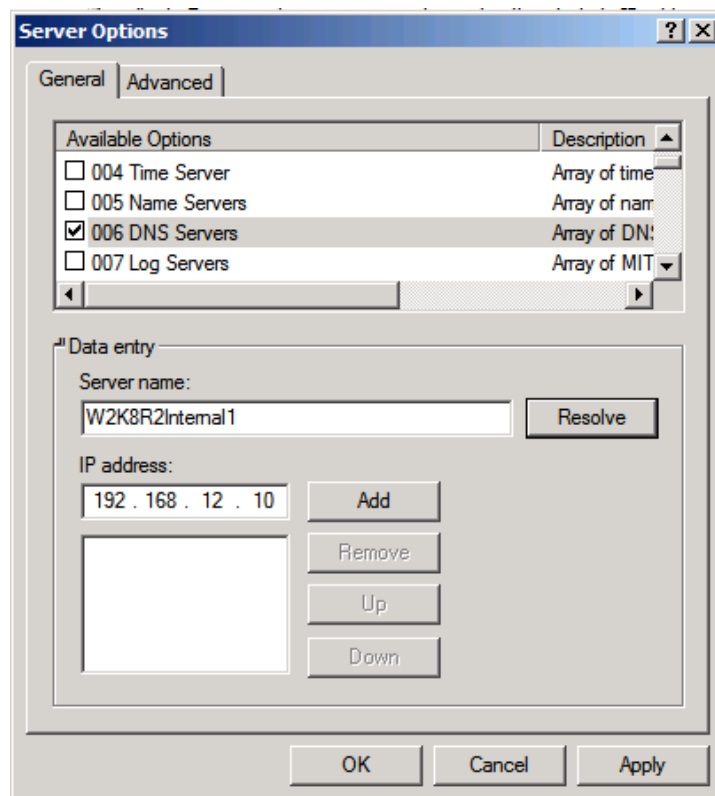 Server Options
General Advanced
Available Options Description
004 Time Server Array of time
005 Name Servers Array of nam
006 DNS Servers Array of DNS
007 Log Servers Array of MIT
Data entry
Server name:
W2K8R2Internal1 Resolve
IP address:
192 . 168 . 12 . 10 Add
Remove
Up
Down
OK Cancel Apply